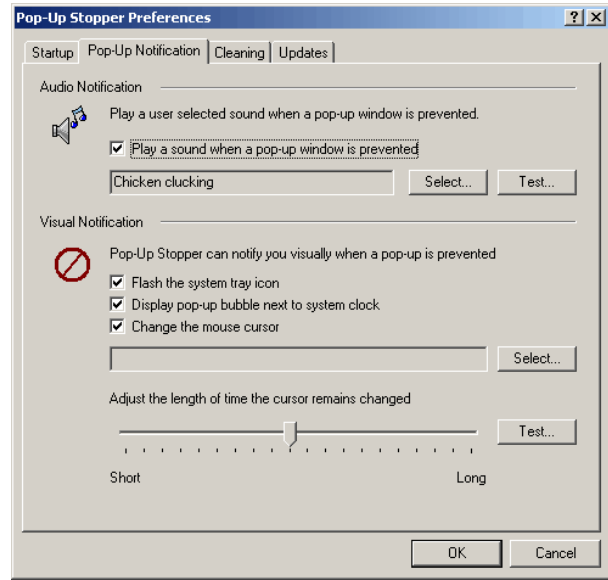 Pop-Up Stopper Preferences
Startup Pop-Up Notification Cleaning Updates
Audio Notification
Play a user selected sound when a pop-up window is prevented.
Play a sound when a pop-up window is prevented
Chicken clucking Select... Test...
Visual Notification
Pop-Up Stopper can notify you visually when a pop-up is prevented
Flash the system tray icon
Display pop-up bubble next to system clock
Change the mouse cursor
Select...
Adjust the length of time the cursor remains changed
Test...
Short Long
OK Cancel